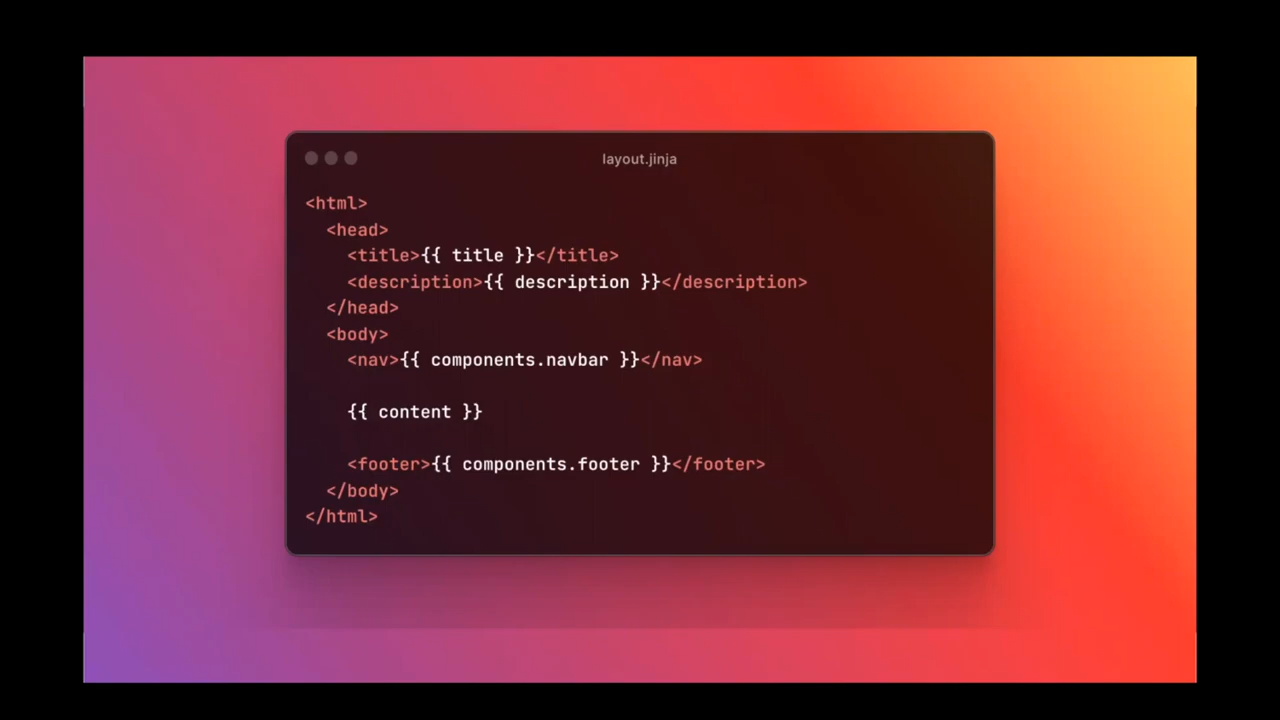 layout.jinja
<html>
<head>
<title>{{ title }}</title>
<description>{{ description }}</description>
</head>
<body>
<nav>{{ components.navbar }}</nav>
{{ content }}
<footer>{{ components.footer }}</footer>
</body>
</html>